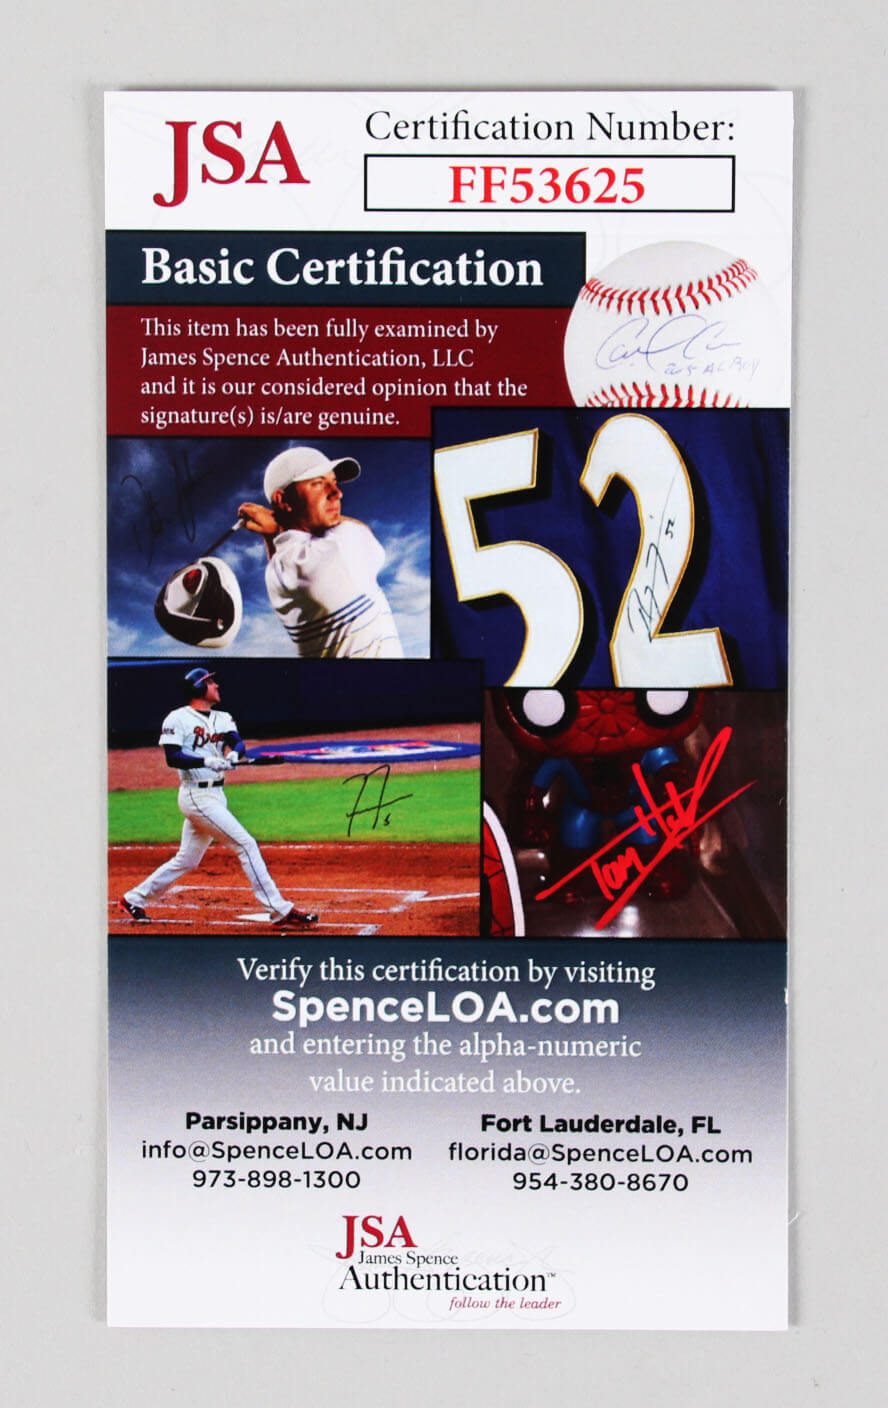 JSA
Certification Number:
FF53625
Basic Certification
This item has been fully examined by
James Spence Authentication, LLC
and it is our considered opinion that the
signature(s) is/are genuine.
52
52
Verify this certification by visiting
SpenceLOA.com
and entering the alpha-numeric
value indicated above.
Parsippany, NJ
info@SpenceLOA.com
973-898-1300
Fort Lauderdale, FL
florida@SpenceLOA.com
954-380-8670
JSA
James Spence
Authentication™
follow the leader